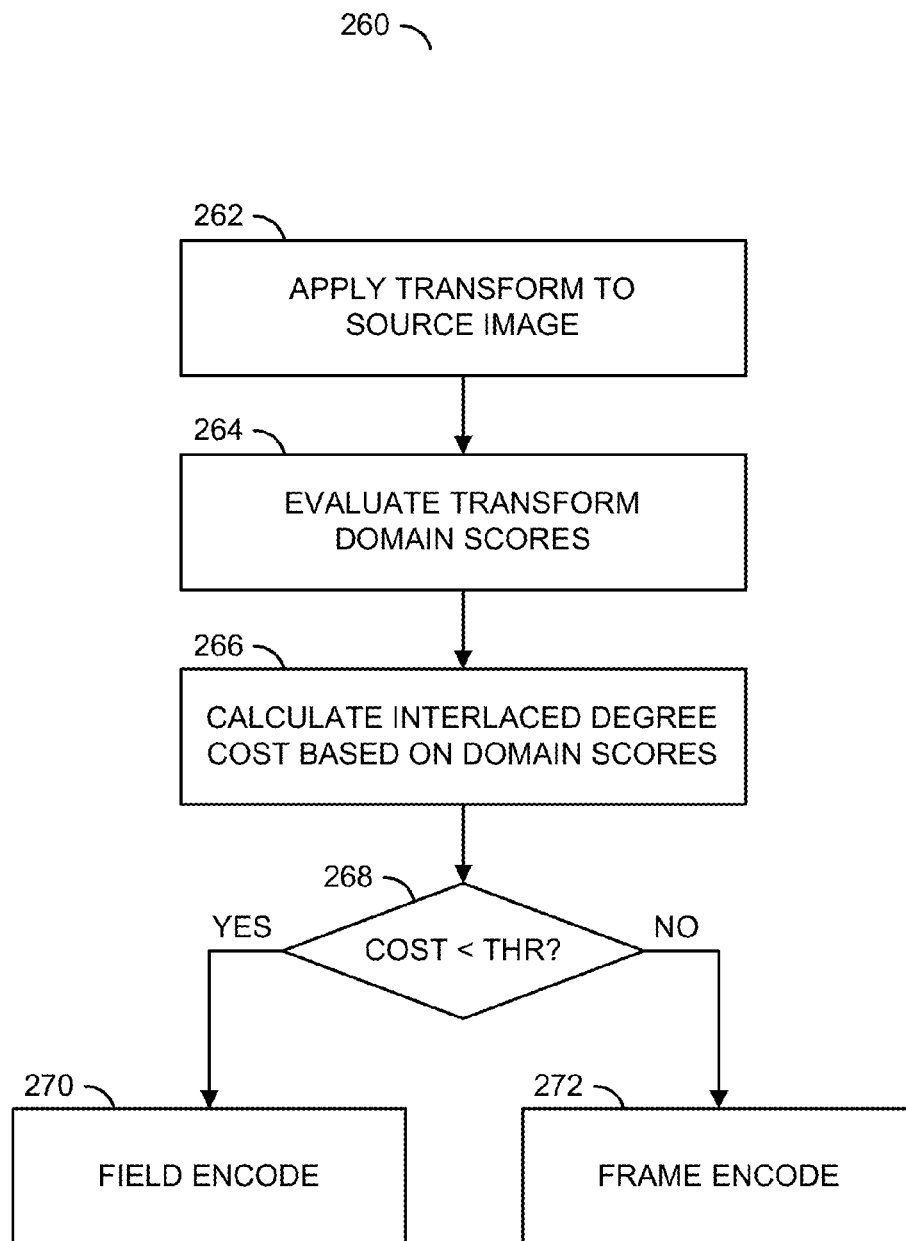 260
262
APPLY TRANSFORM TO
SOURCE IMAGE
264
EVALUATE TRANSFORM
DOMAIN SCORES
266
CALCULATE INTERLACED DEGREE
COST BASED ON DOMAIN SCORES
268
YES
COST < THR?
NO
270
FIELD ENCODE
272
FRAME ENCODE